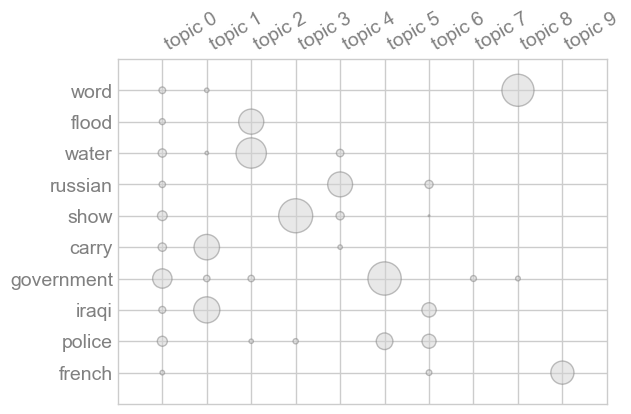 topic 0 topic 1 topic 2 topic 3 topic 4 topic 5 topic 6 topic 7 topic 8 topic 9
word
flood
water
russian
show
carry
government
iraqi
police
french